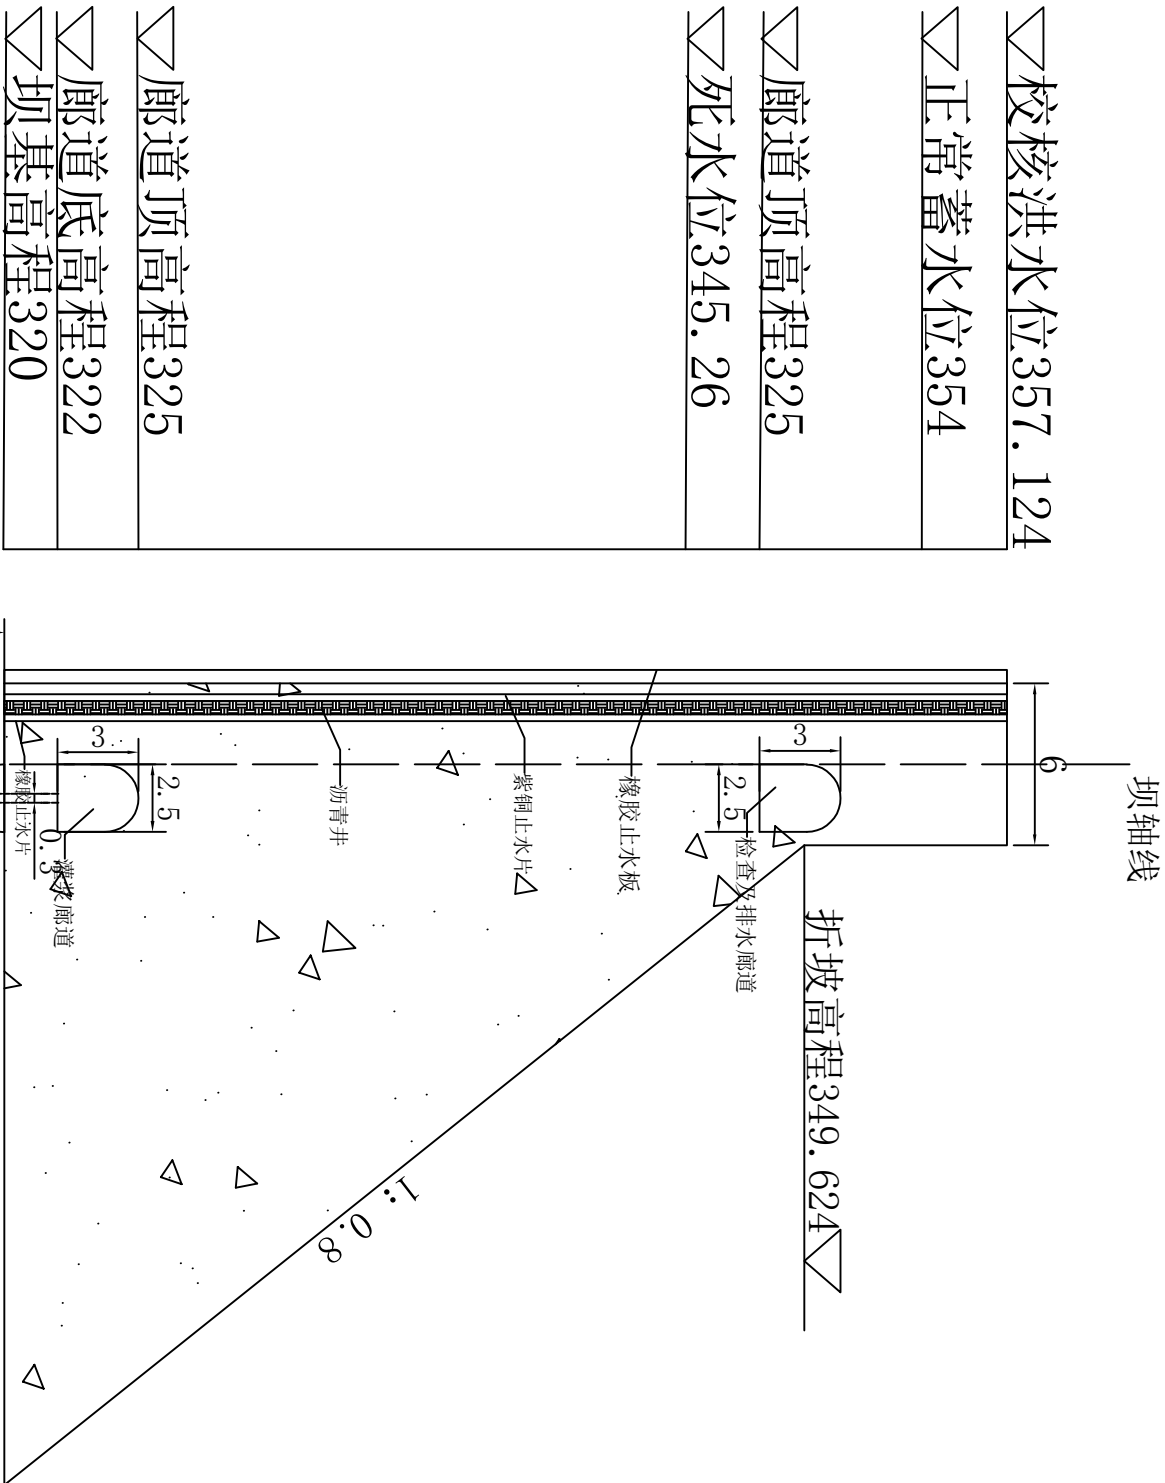 坝轴线
校核洪水位357.124
6
正常蓄水位354
折坡高程349.624
3
2.5
检查及排水廊道
廊道顶高程325
死水位345.26
橡胶止水板
紫铜止水片
沥青井
1:0.8
廊道顶高程325
2.5
3
廊道底高程322
灌浆廊道
0.3
橡胶止水片
坝基高程320